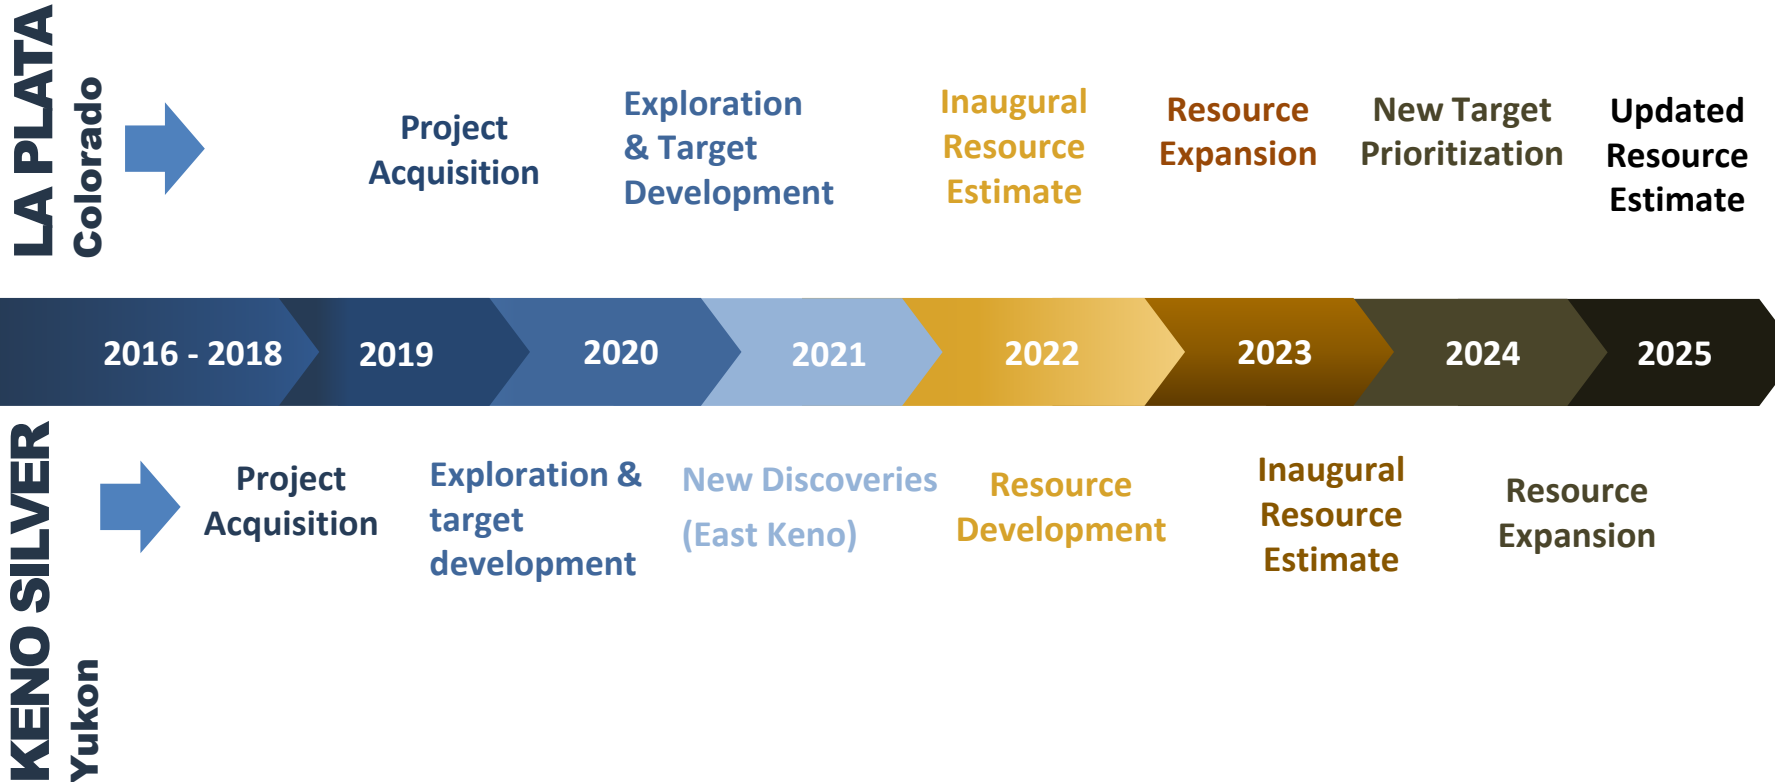 LA PLATA
Colorado
Project
Acquisition
Exploration
& Target
Development
Inaugural
Resource
Estimate
Resource
Expansion
New Target
Prioritization
Updated
Resource
Estimate
2016 - 2018
2019
2020
2021
2022
2023
2024
2025
KENO SILVER
Yukon
Project
Acquisition
Exploration &
target
development
New Discoveries
(East Keno)
Resource
Development
Inaugural
Resource
Estimate
Resource
Expansion